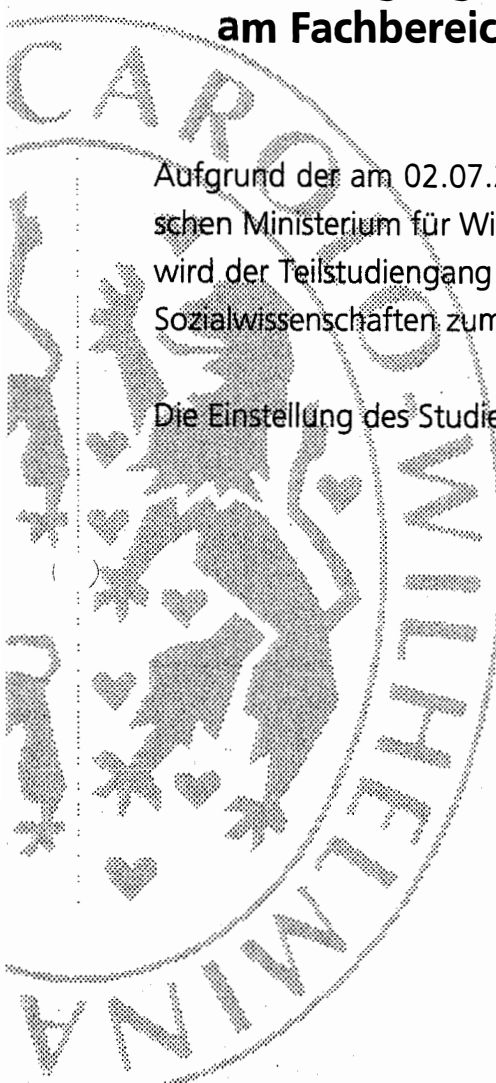 am Fachbereic
Aufgrund der am 02.07.
schen Ministerium für Wi
wird der Teilstudiengang
Sozialwissenschaften zum
Die Einstellung des Studie
CAROLO-WILHELMINA